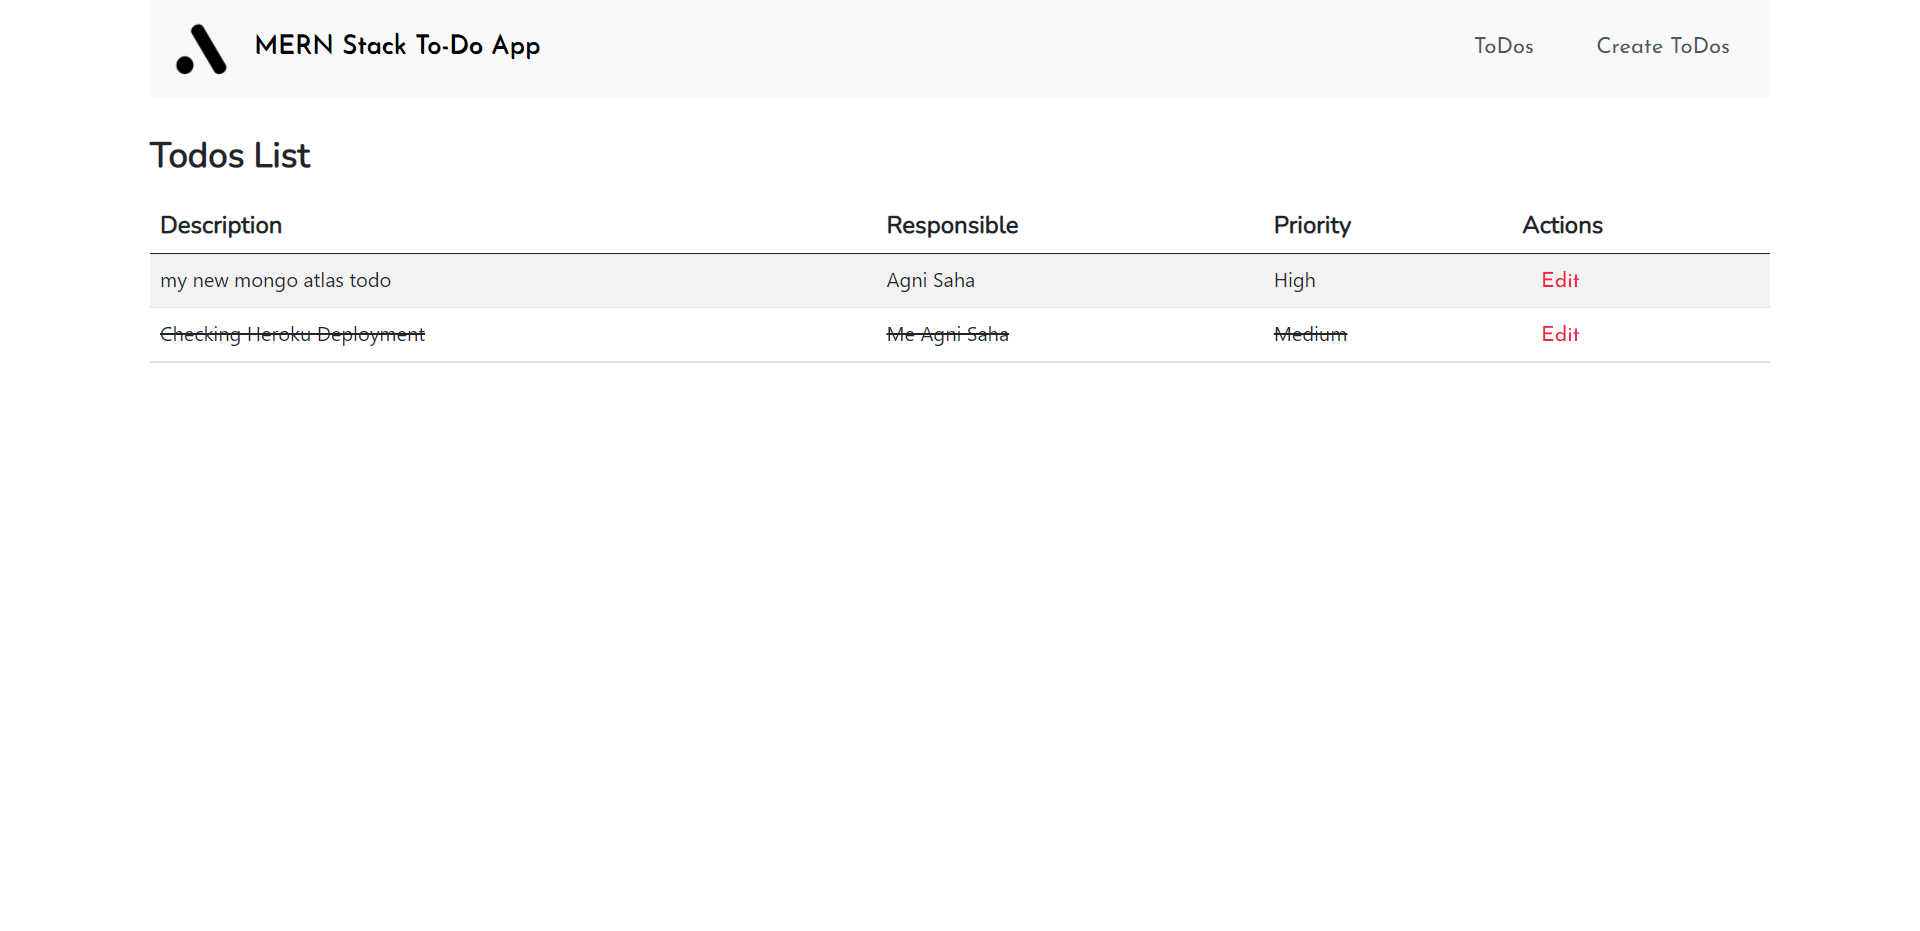 MERN Stack To-Do App ToDos Create ToDos
Todos List
Description Responsible Priority Actions
my new mongo atlas todo Agni Saha High Edit
Checking Heroku Deployment Me Agni Saha Medium Edit